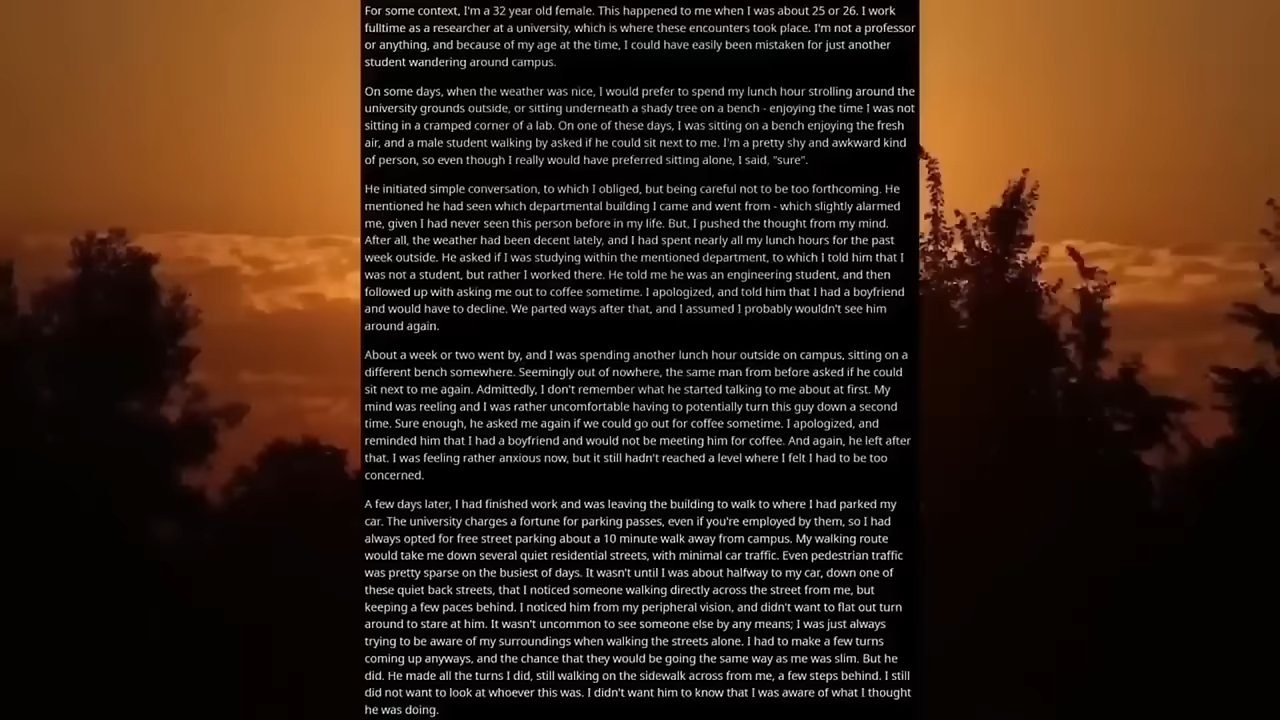 For some context, I'm a 32 year old female. This happened to me when I was about 25 or 26. I work
fulltime as a researcher at a university, which is where these encounters took place. I'm not a professor
or anything, and because of my age at the time, I could have easily been mistaken for just another
student wandering around campus.
On some days, when the weather was nice, I would prefer to spend my lunch hour strolling around the
university grounds outside, or sitting underneath a shady tree on a bench - enjoying the time I was not
sitting in a cramped corner of a lab. On one of these days, I was sitting on a bench enjoying the fresh
air, and a male student walking by asked if he could sit next to me. I'm a pretty shy and awkward kind
of person, so even though I really would have preferred sitting alone, I said, "sure".
He initiated simple conversation, to which I obliged, but being careful not to be too forthcoming. He
mentioned he had seen which departmental building I came and went from - which slightly alarmed
me, given I had never seen this person before in my life. But, I pushed the thought from my mind.
After all, the weather had been decent lately, and I had spent nearly all my lunch hours for the past
week outside. He asked if I was studying within the mentioned department, to which I told him that I
was not a student, but rather I worked there. He told me he was an engineering student, and then
followed up with asking me out to coffee sometime. I apologized, and told him that I had a boyfriend
and would have to decline. We parted ways after that, and I assumed I probably wouldn't see him
around again.
About a week or two went by, and I was spending another lunch hour outside on campus, sitting on a
different bench somewhere. Seemingly out of nowhere, the same man from before asked if he could
sit next to me again. Admittedly, I don't remember what he started talking to me about at first. My
mind was reeling and I was rather uncomfortable having to potentially turn this guy down a second
time. Sure enough, he asked me again if we could go out for coffee sometime. I apologized, and
reminded him that I had a boyfriend and would not be meeting him for coffee. And again, he left after
that. I was feeling rather anxious now, but it still hadn't reached a level where I felt I had to be too
concerned.
A few days later, I had finished work and was leaving the building to walk to where I had parked my
car. The university charges a fortune for parking passes, even if you're employed by them, so I had
always opted for free street parking about a 10 minute walk away from campus. My walking route
would take me down several quiet residential streets, with minimal car traffic. Even pedestrian traffic
was pretty sparse on the busiest of days. It wasn't until I was about halfway to my car, down one of
these quiet back streets, that I noticed someone walking directly across the street from me, but
keeping a few paces behind. I noticed him from my peripheral vision, and didn't want to flat out turn
around to stare at him. It wasn't uncommon to see someone else by any means; I was just always
trying to be aware of my surroundings when walking the streets alone. I had to make a few turns
coming up anyways, and the chance that they would be going the same way as me was slim. But he
did. He made all the turns I did, still walking on the sidewalk across from me, a few steps behind. I still
did not want to look at whoever this was. I didn't want him to know that I was aware of what I thought
he was doing.